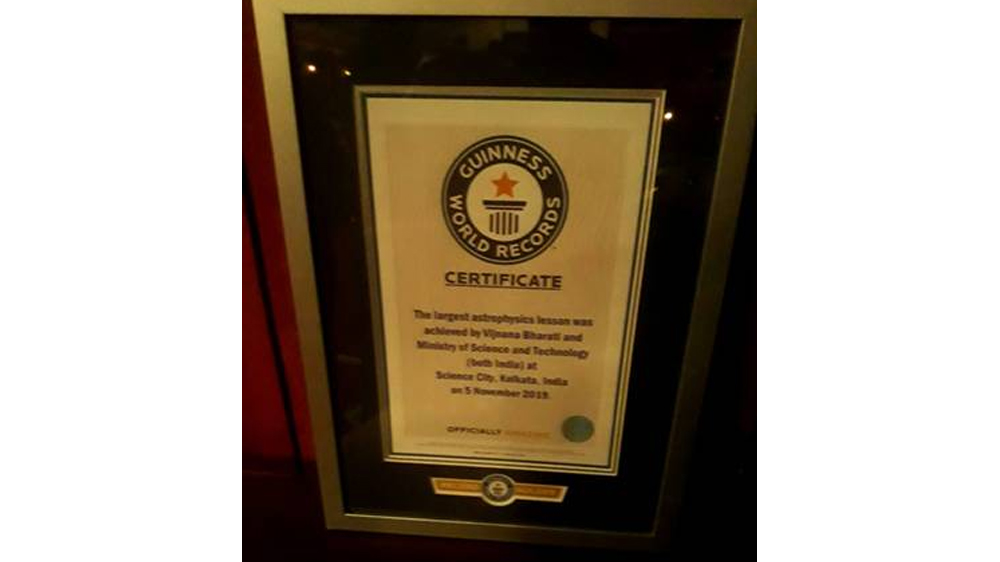 GUINNESS
WORLD RECORDS
CERTIFICATE
The largest astrophysics lesson was
achieved by Vijnana Bharati and
Ministry of Science and Technology
(both India) at
Science City, Kolkata, India
on 5 November 2019.
OFFICIALLY AMAZING